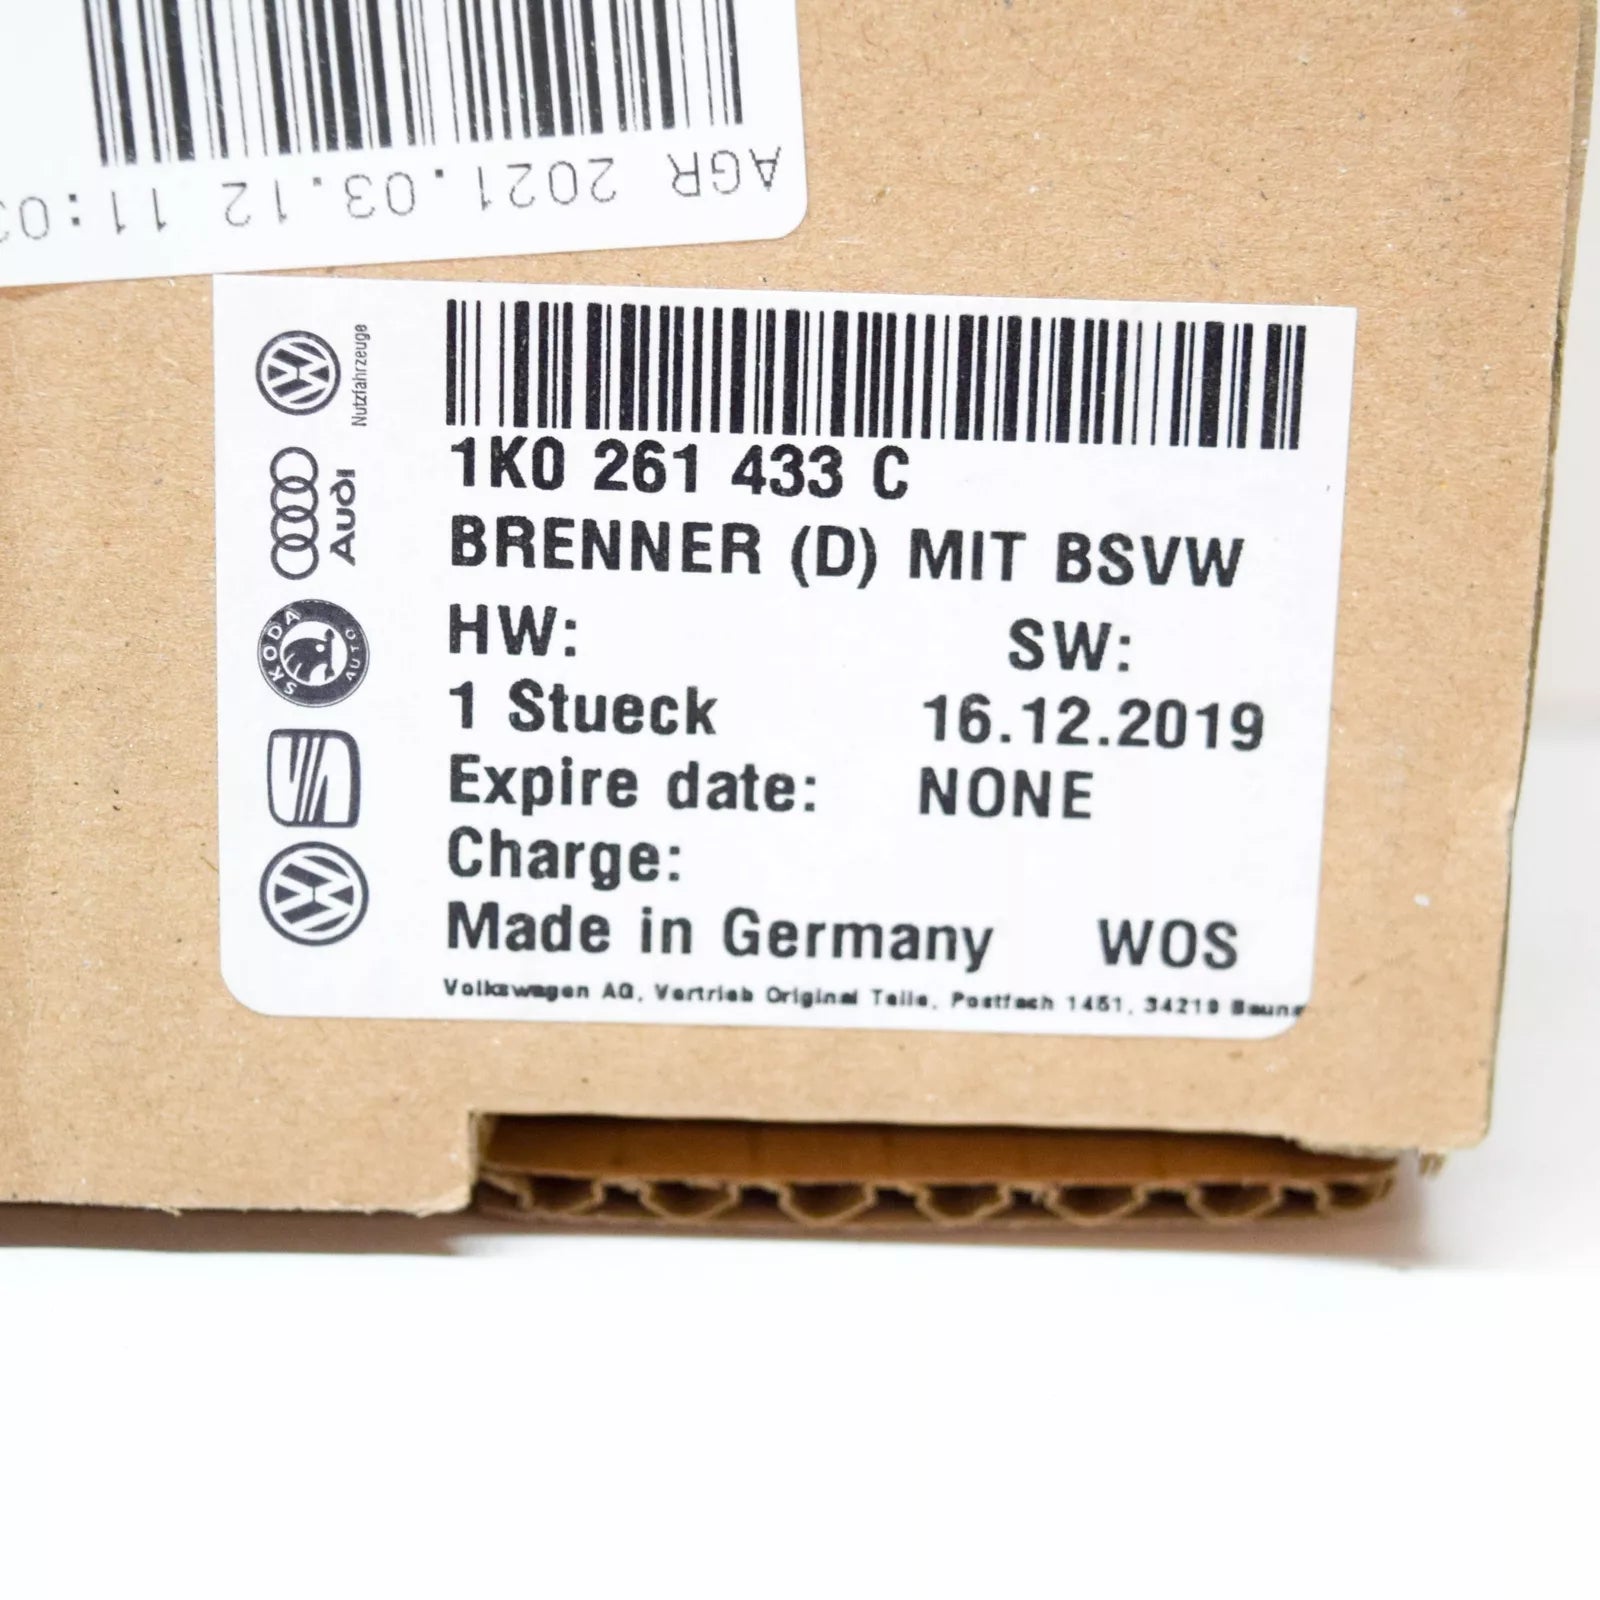 AGR 2021.03.12 11:03
Nutzfahrzeuge
Audi
SKODA
AUTO
1K0 261 433 C
BRENNER (D) MIT BSVW
HW: SW:
1 Stueck 16.12.2019
Expire date: NONE
Charge:
Made in Germany WOS
Volkswagen AG, Vertrieb Original Teile, Postfach 1451, 34219